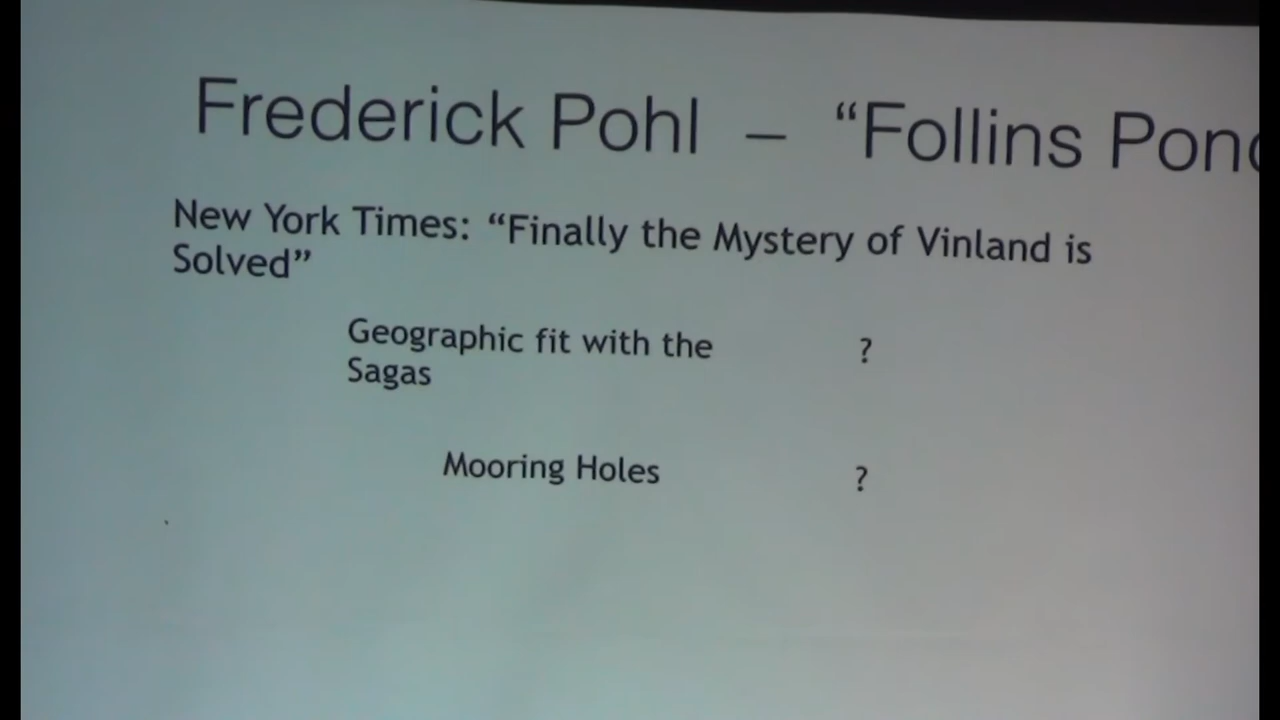 Frederick Pohl – “Follins Pond
New York Times: “Finally the Mystery of Vinland is
Solved”
Geographic fit with the ?
Sagas
Mooring Holes ?